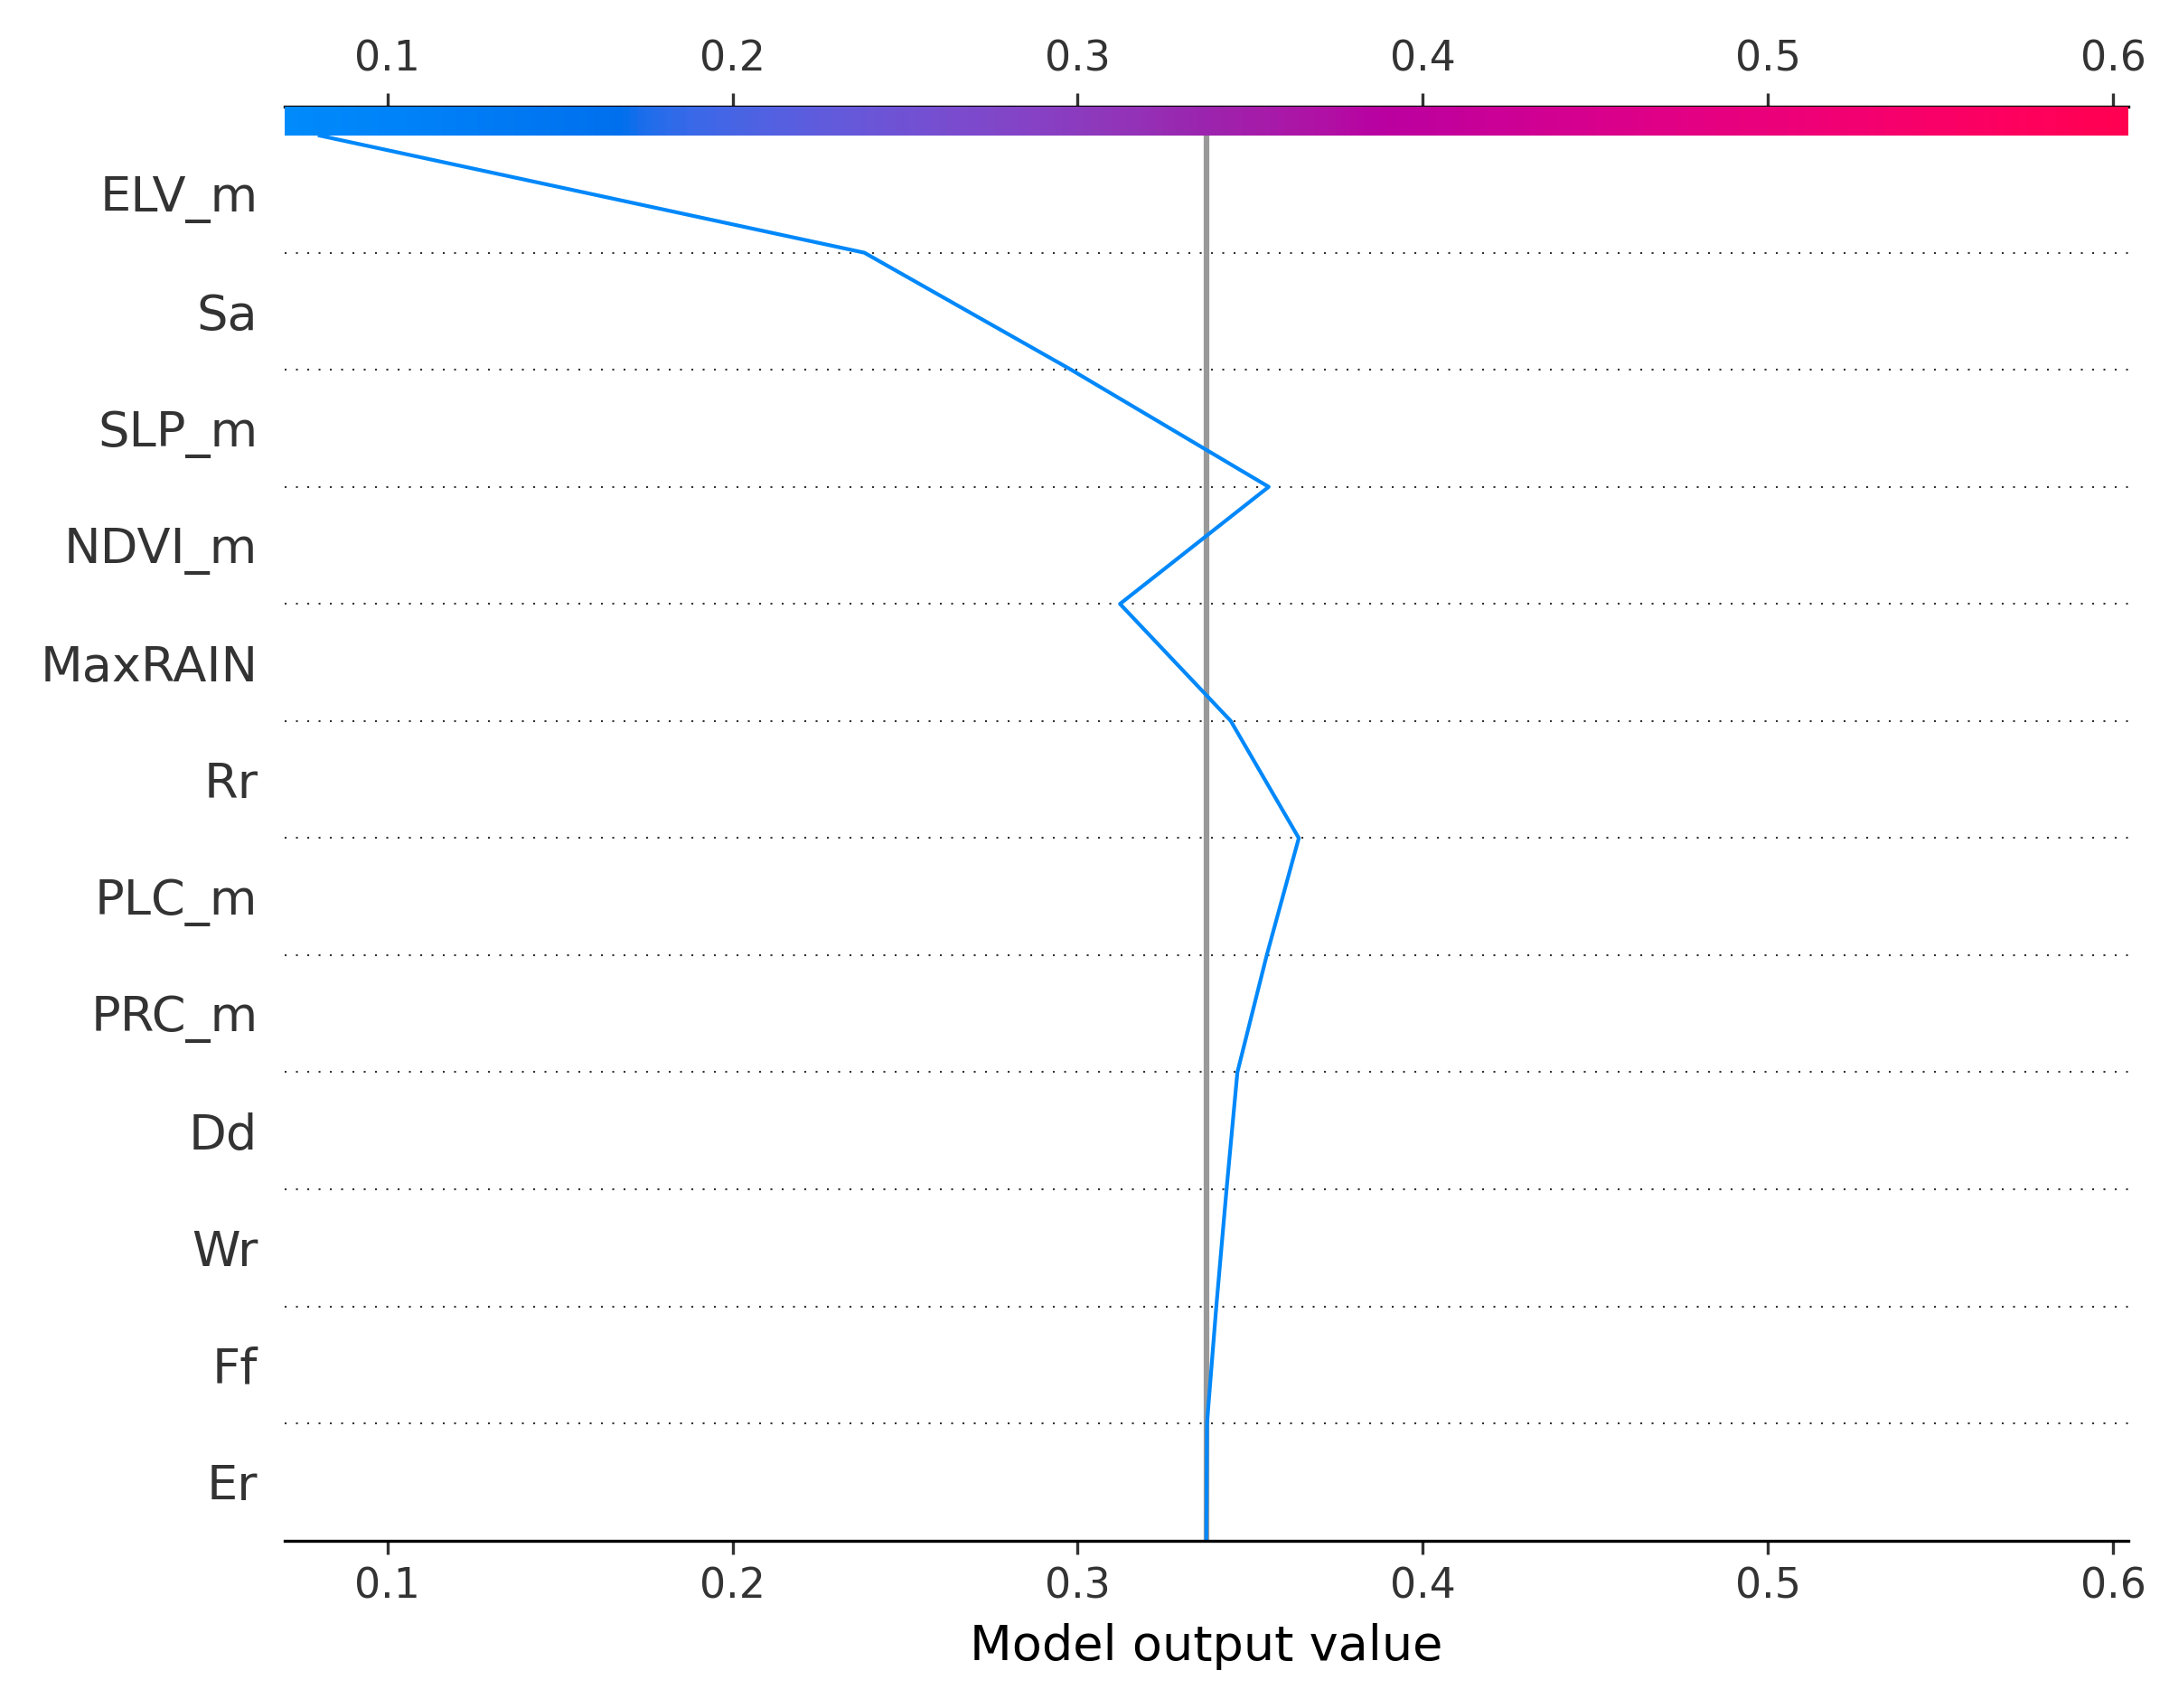 0.1 0.2 0.3 0.4 0.5 0.6
ELV_m
Sa
SLP_m
NDVI_m
MaxRAIN
Rr
PLC_m
PRC_m
Dd
Wr
Ff
Er
0.1 0.2 0.3 0.4 0.5 0.6
Model output value